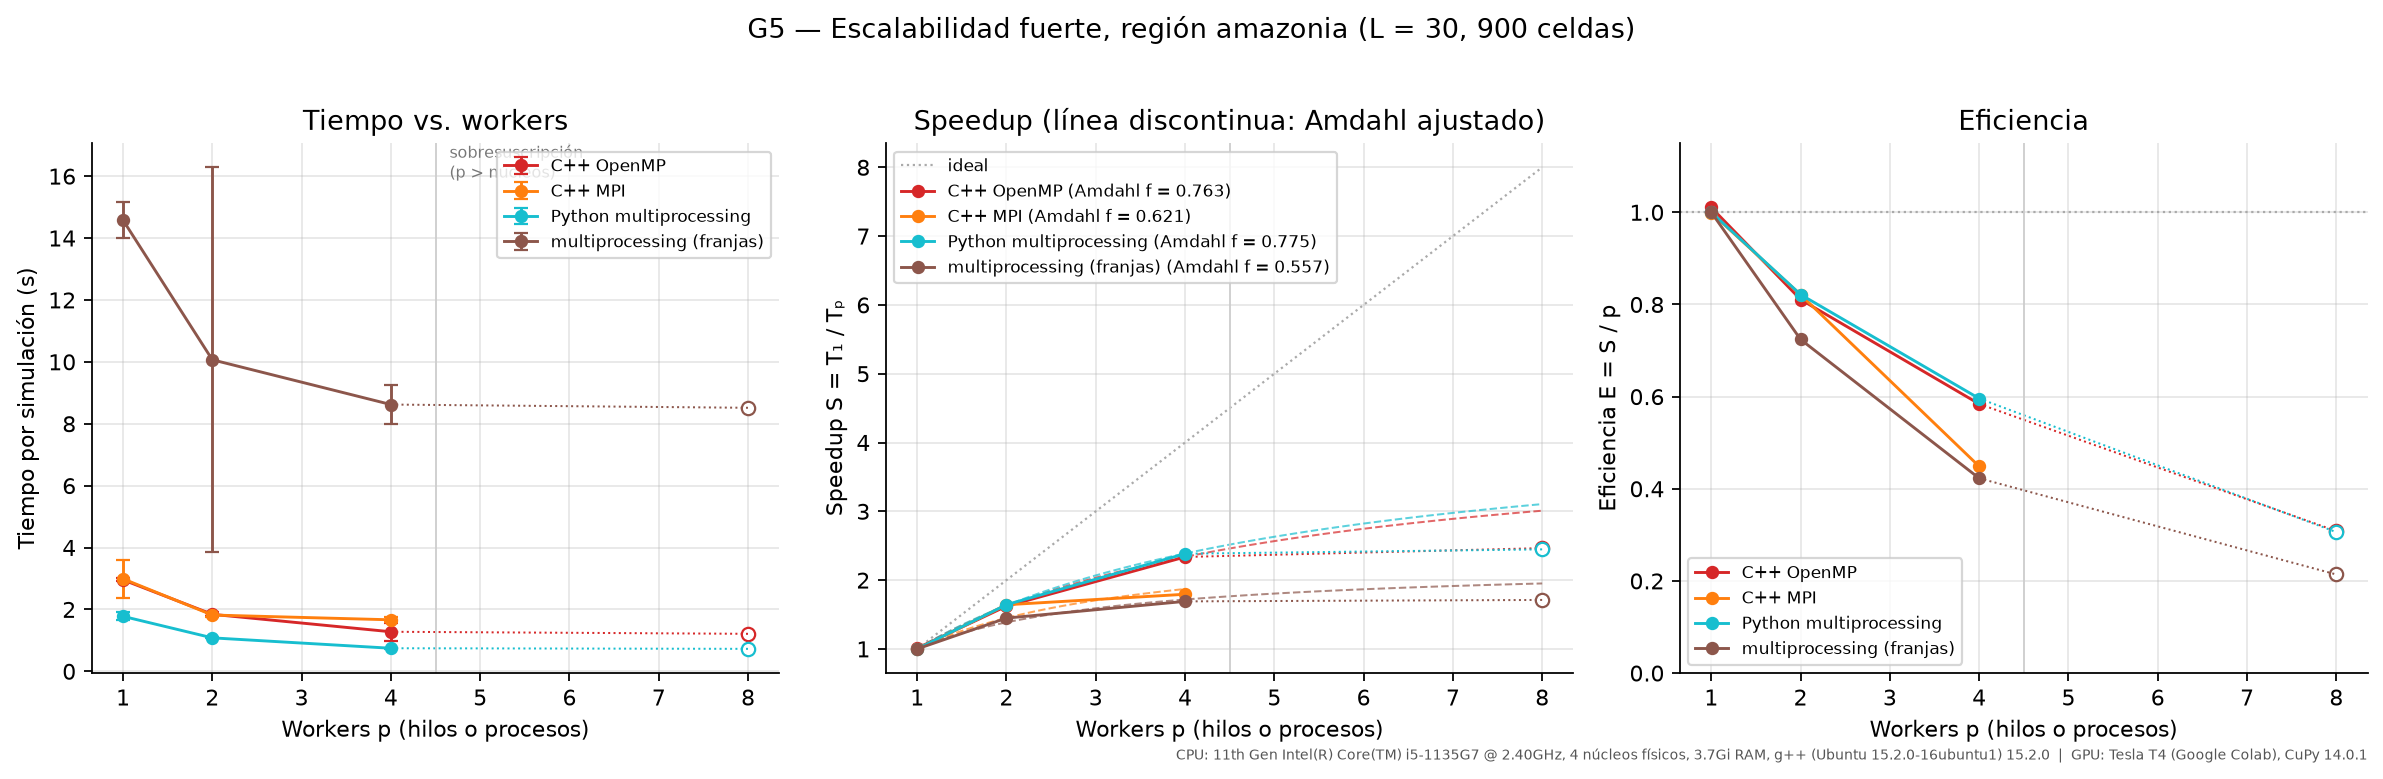 G5 — Escalabilidad fuerte, región amazonia (L = 30, 900 celdas)
Tiempo vs. workers
Tiempo por simulación (s)
16
14
12
10
8
6
4
2
0
sobresuscripción
(p > núcleos)
C++ OpenMP
C++ MPI
Python multiprocessing
multiprocessing (franjas)
1 2 3 4 5 6 7 8
Workers p (hilos o procesos)
Speedup (línea discontinua: Amdahl ajustado)
Speedup S = T₁ / Tₚ
8
7
6
5
4
3
2
1
ideal
C++ OpenMP (Amdahl f = 0.763)
C++ MPI (Amdahl f = 0.621)
Python multiprocessing (Amdahl f = 0.775)
multiprocessing (franjas) (Amdahl f = 0.557)
1 2 3 4 5 6 7 8
Workers p (hilos o procesos)
Eficiencia
Eficiencia E = S / p
1.0
0.8
0.6
0.4
0.2
0.0
C++ OpenMP
C++ MPI
Python multiprocessing
multiprocessing (franjas)
1 2 3 4 5 6 7 8
Workers p (hilos o procesos)
CPU: 11th Gen Intel(R) Core(TM) i5-1135G7 @ 2.40GHz, 4 núcleos físicos, 3.7Gi RAM, g++ (Ubuntu 15.2.0-16ubuntu1) 15.2.0 | GPU: Tesla T4 (Google Colab), CuPy 14.0.1